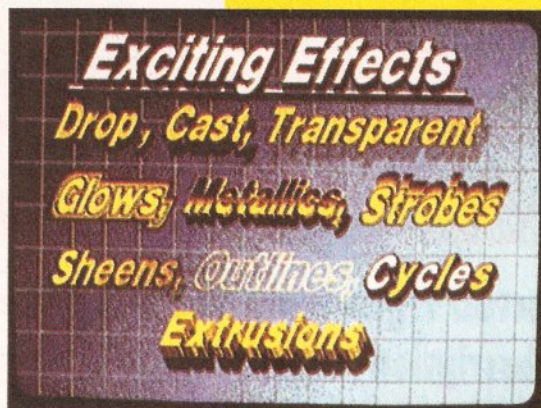 Exciting Effects
Drop, Cast, Transparent
Glows, Metallics, Strobes
Sheens, Outlines, Cycles
Extrusions